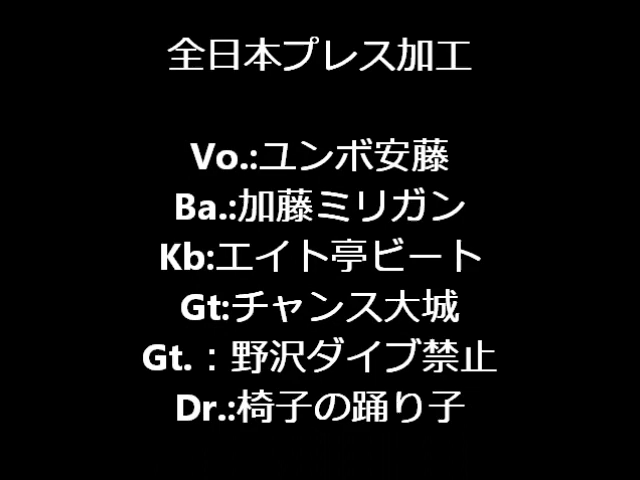 全日本プレス加工
Vo.:ユンボ安藤
Ba.:加藤ミリガン
Kb:エイト亭ビート
Gt:チャンス大城
Gt.：野沢ダイブ禁止
Dr.:椅子の踊り子